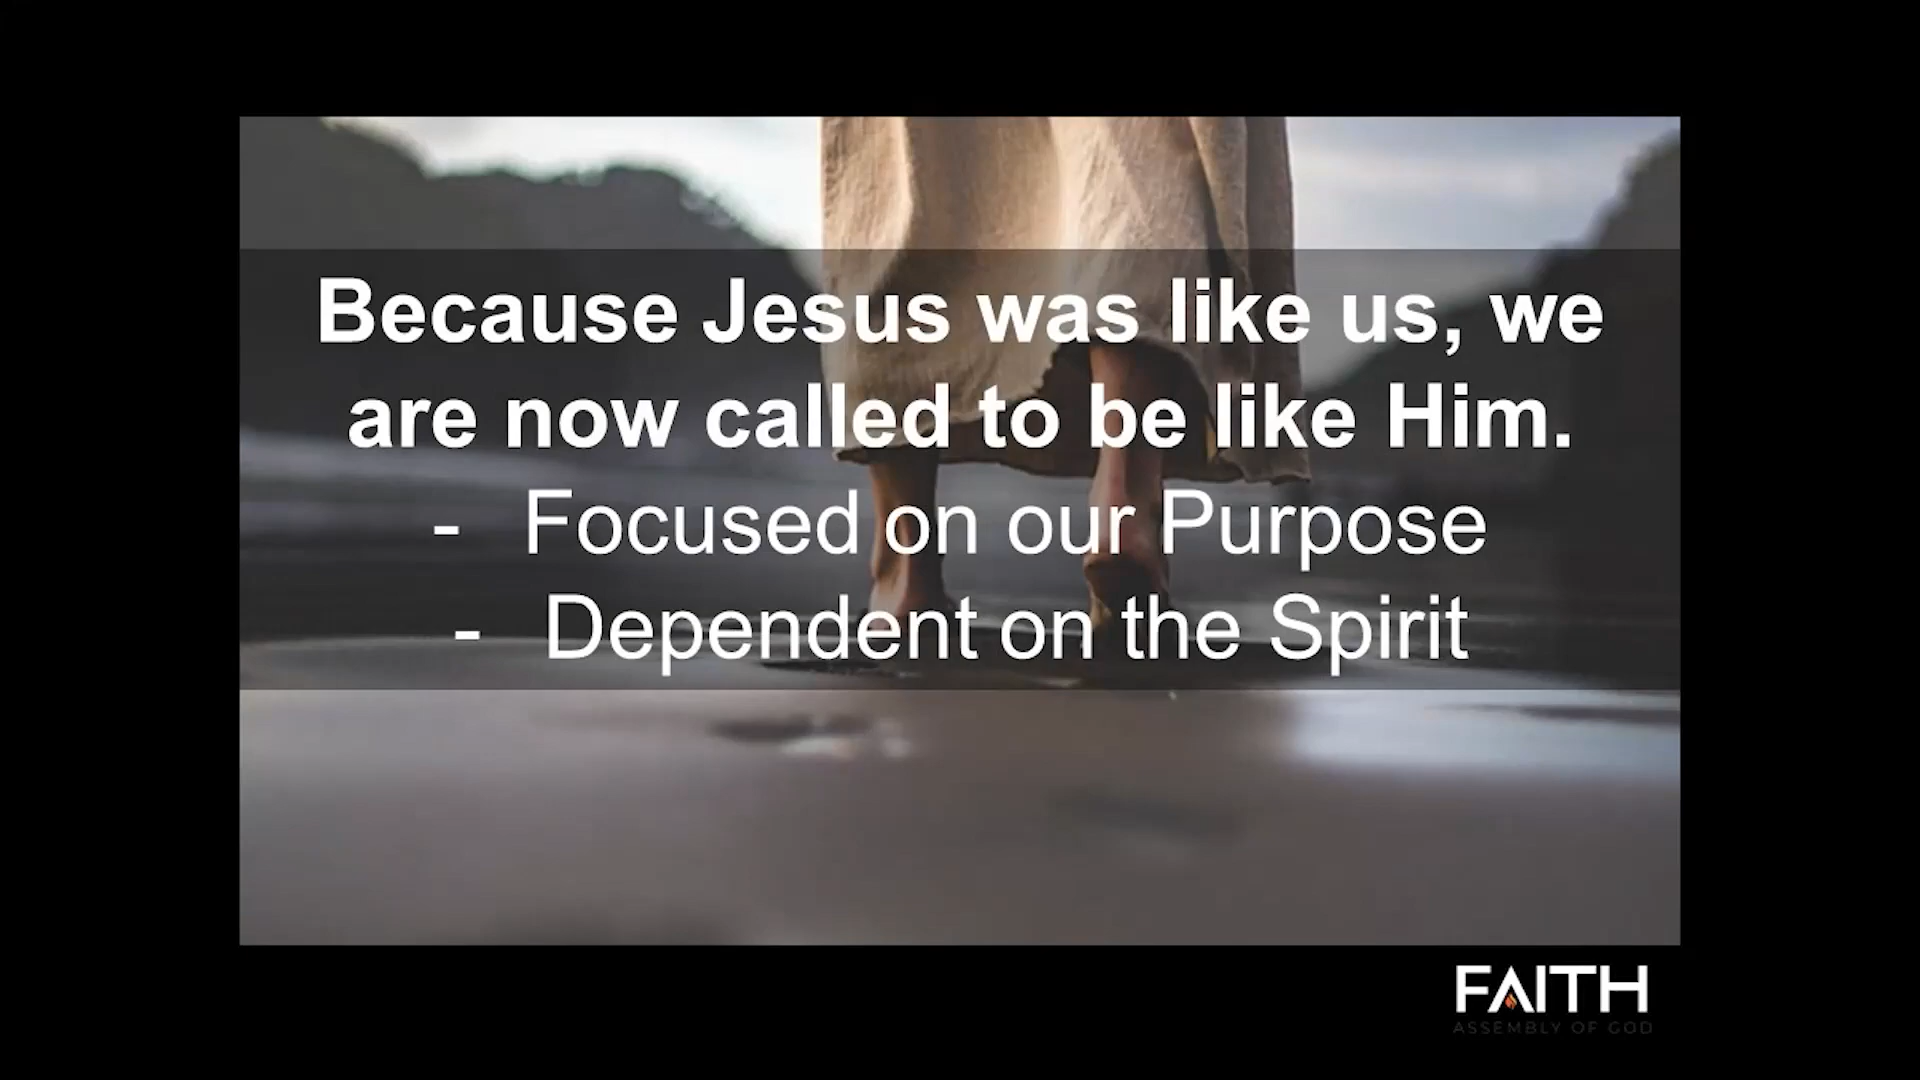 Because Jesus was like us, we
are now called to be like Him.
- Focused on our Purpose
- Dependent on the Spirit
FAITH
ASSEMBLY OF GOD